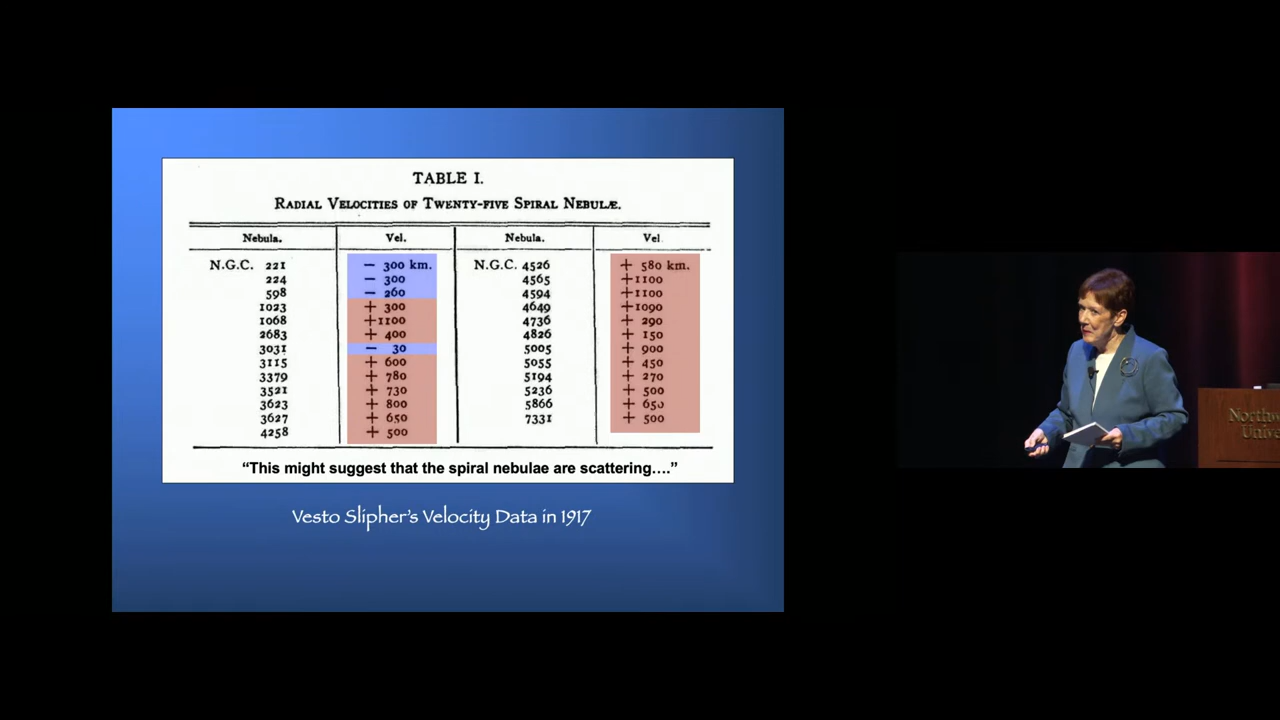 TABLE I.
RADIAL VELOCITIES OF TWENTY-FIVE SPIRAL NEBULÆ.
Nebula. Vel. Nebula. Vel
N.G.C. 221 − 300 km. N.G.C. 4526 + 580 km.
224 − 300 4565 +1100
598 − 260 4594 +1100
1023 + 300 4649 +1090
1068 +1100 4736 + 290
2683 + 400 4826 + 150
3031 − 30 5005 + 900
3115 + 600 5055 + 450
3379 + 780 5194 + 270
3521 + 730 5236 + 500
3623 + 800 5866 + 650
3627 + 650 7331 + 500
4258 + 500
“This might suggest that the spiral nebulae are scattering....”
Vesto Slipher's Velocity Data in 1917